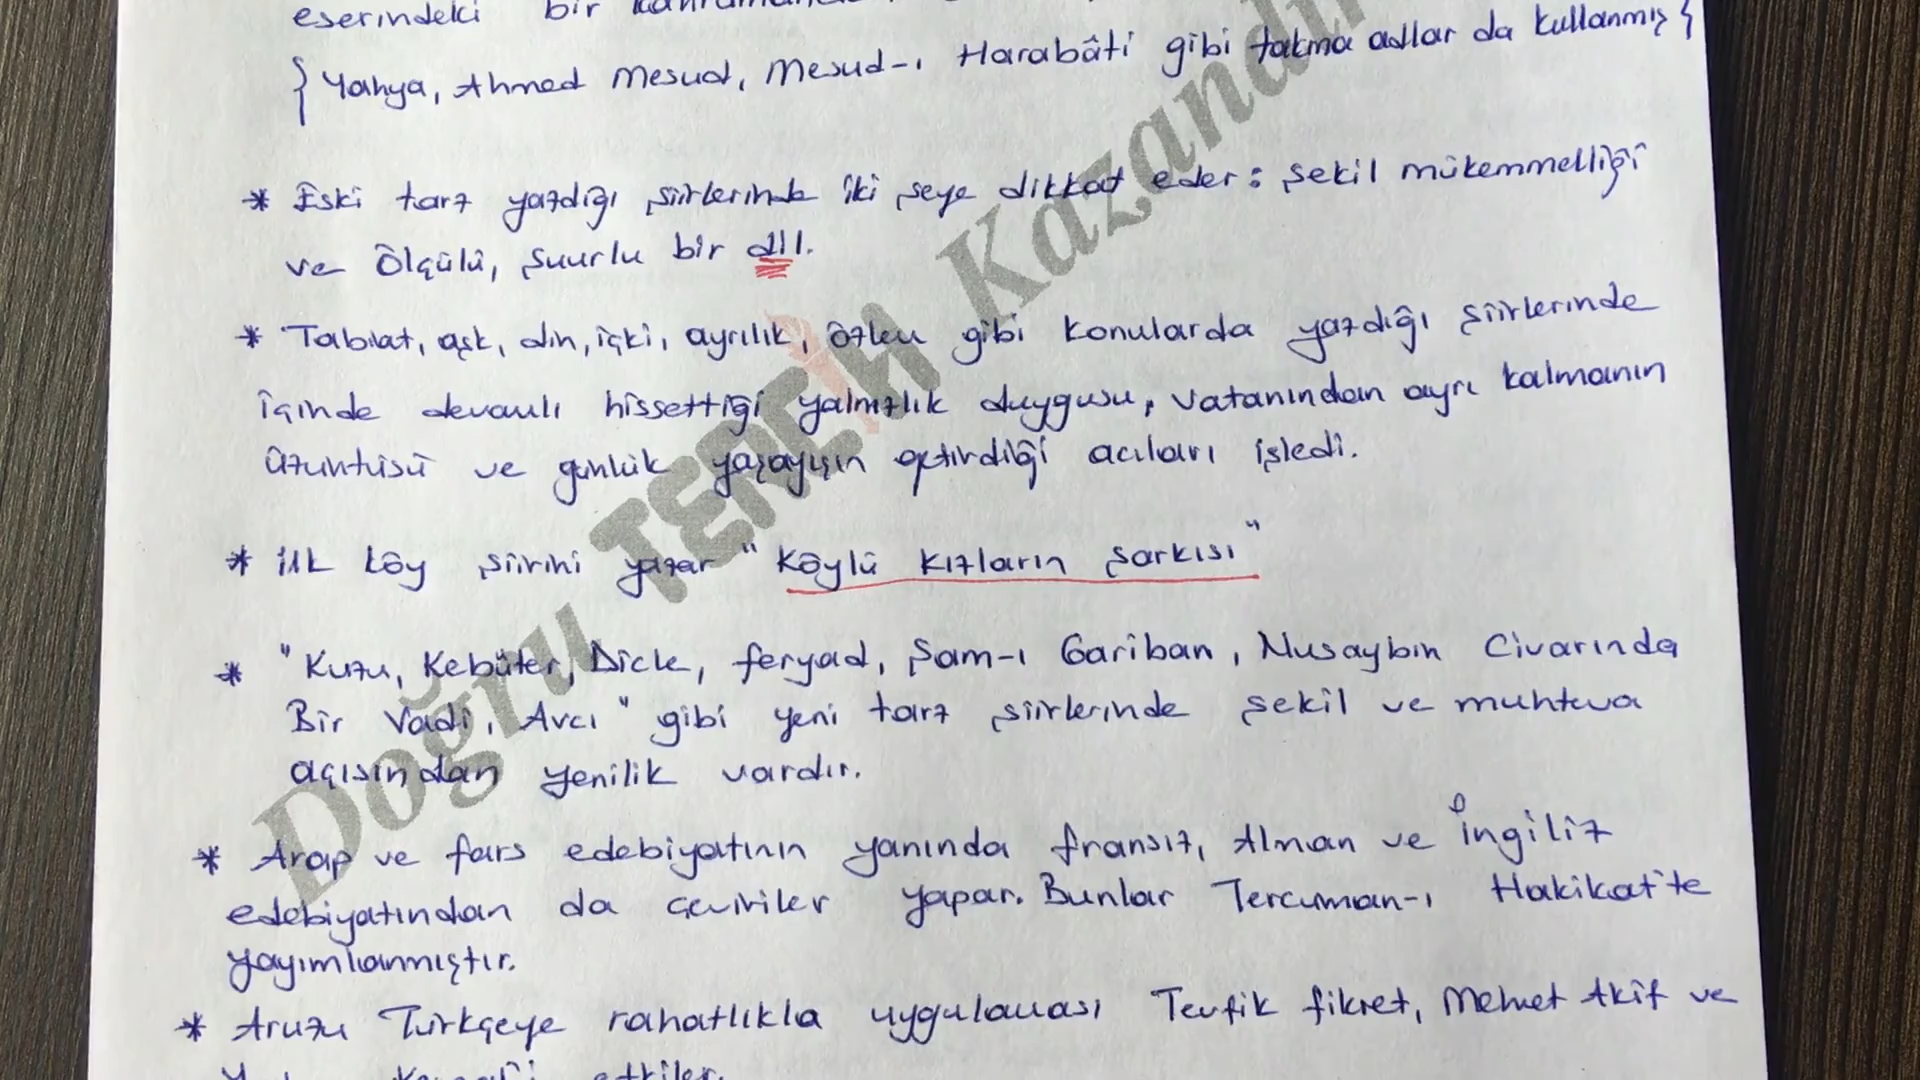 eserindeki bir
{ Yahya, Ahmed Mesud, Mesud-ı Harabâti gibi takma adlar da kullanmış }
* Eski tarz yazdığı şiirlerinde iki şeye dikkat eder: şekil mükemmelliği
ve ölçülü, şuurlu bir dil.
* Tabiat, aşk, din, içki, ayrılık, özlem gibi konularda yazdığı şiirlerinde
içinde devamlı hissettiği yalnızlık duygusu, vatanından ayrı kalmanın
üzüntüsü ve günlük yaşayışın getirdiği acıları işledi.
* İlk köy şiirini yazar "Köylü Kızların Şarkısı"
* "Kuzu, Kebûter, Dicle, feryad, Şam-ı Gariban, Nusaybin Civarında
Bir Vadi, Avcı" gibi yeni tarz şiirlerinde şekil ve muhteva
açısından yenilik vardır.
* Arap ve fars edebiyatının yanında fransız, Alman ve İngiliz
edebiyatından da çeviriler yapar. Bunlar Tercuman-ı Hakikat'te
yayımlanmıştır.
* Aruzu Türkçeye rahatlıkla uygulaması Tevfik fikret, Mehmet Akif ve
etkiler.
Doğru TERCİH Kazandırır